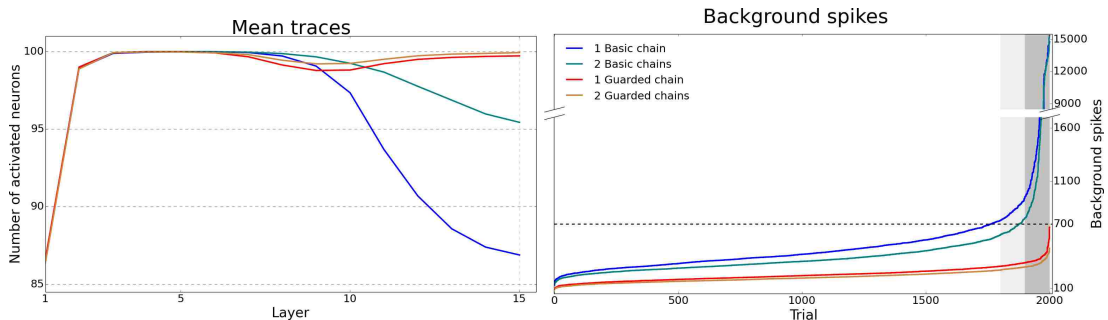 Mean traces
Number of activated neurons
100
95
90
85
1
5
10
15
Layer
Background spikes
1 Basic chain
2 Basic chains
1 Guarded chain
2 Guarded chains
15000
12000
9000
1600
1100
700
100
Background spikes
0
500
1000
1500
2000
Trial